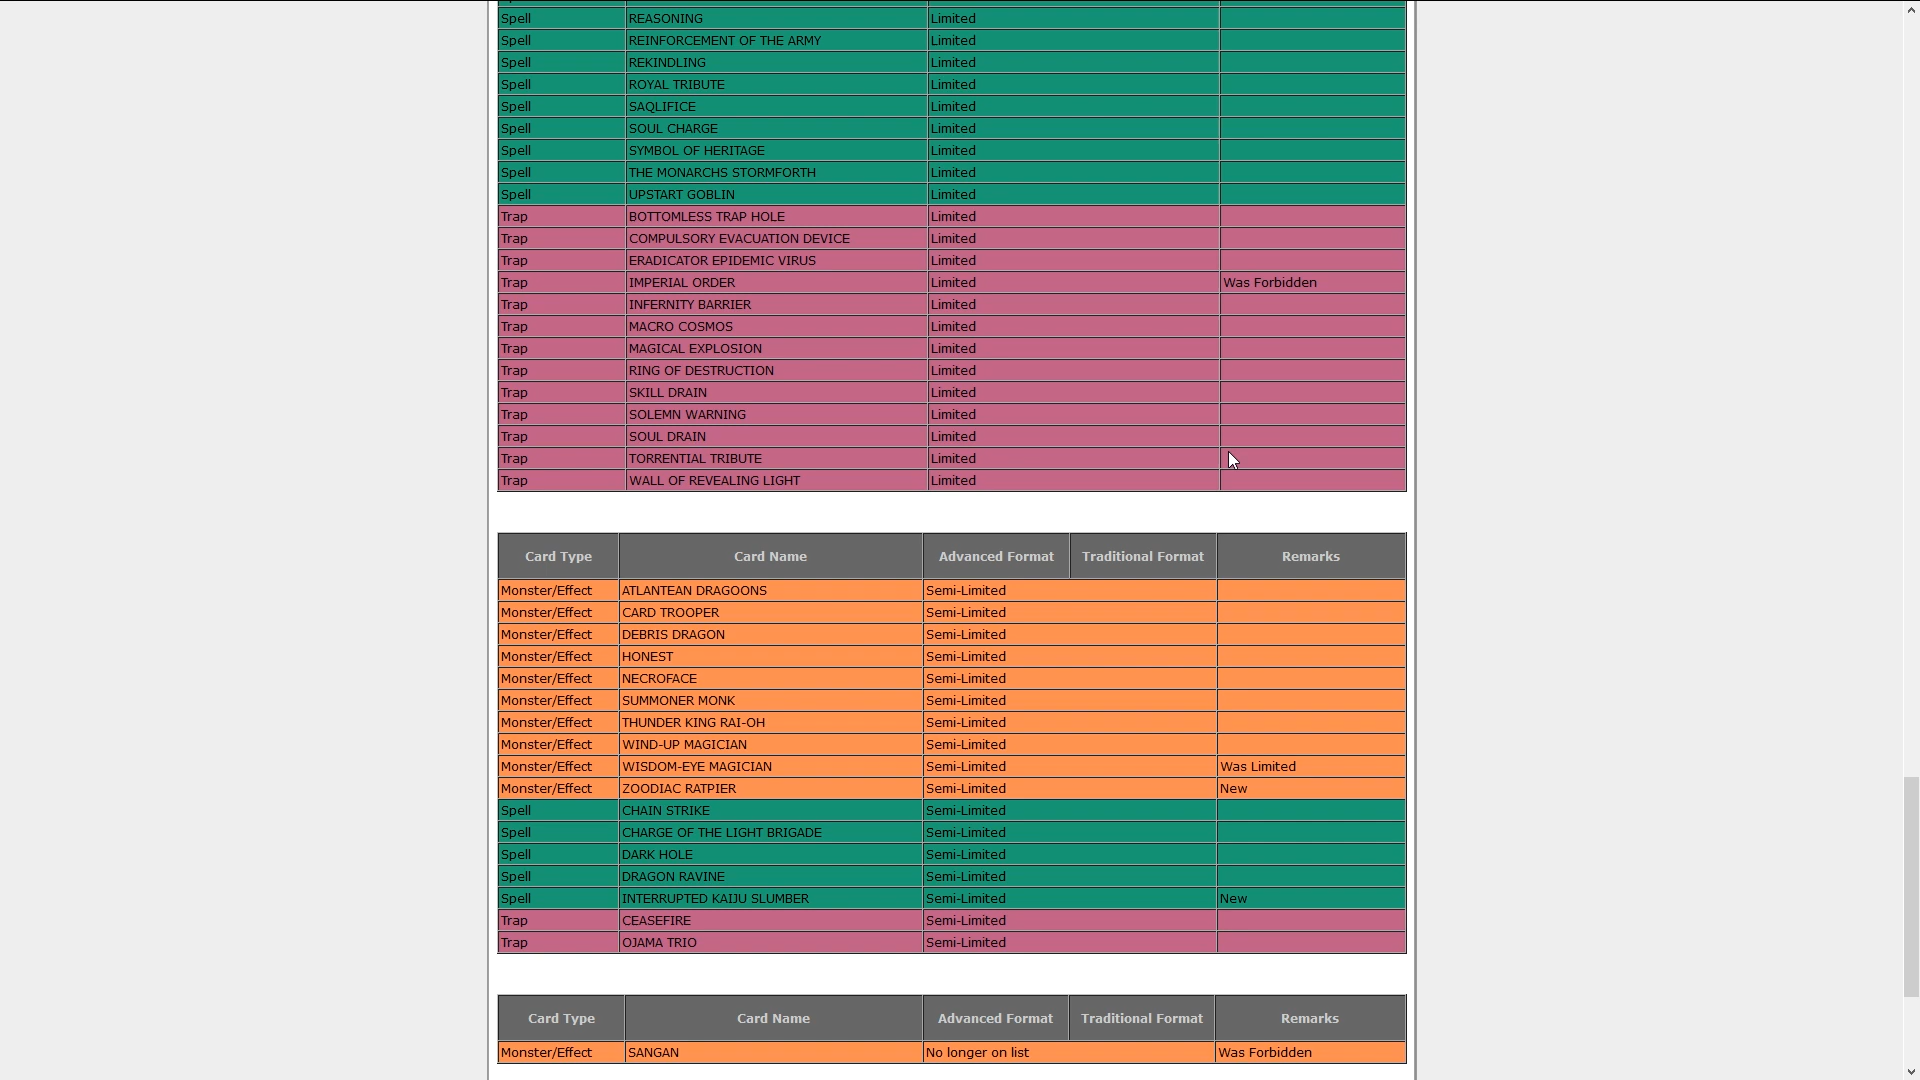 Spell REASONING Limited
Spell REINFORCEMENT OF THE ARMY Limited
Spell REKINDLING Limited
Spell ROYAL TRIBUTE Limited
Spell SAQLIFICE Limited
Spell SOUL CHARGE Limited
Spell SYMBOL OF HERITAGE Limited
Spell THE MONARCHS STORMFORTH Limited
Spell UPSTART GOBLIN Limited
Trap BOTTOMLESS TRAP HOLE Limited
Trap COMPULSORY EVACUATION DEVICE Limited
Trap ERADICATOR EPIDEMIC VIRUS Limited
Trap IMPERIAL ORDER Limited Was Forbidden
Trap INFERNITY BARRIER Limited
Trap MACRO COSMOS Limited
Trap MAGICAL EXPLOSION Limited
Trap RING OF DESTRUCTION Limited
Trap SKILL DRAIN Limited
Trap SOLEMN WARNING Limited
Trap SOUL DRAIN Limited
Trap TORRENTIAL TRIBUTE Limited
Trap WALL OF REVEALING LIGHT Limited
Card Type Card Name Advanced Format Traditional Format Remarks
Monster/Effect ATLANTEAN DRAGOONS Semi-Limited
Monster/Effect CARD TROOPER Semi-Limited
Monster/Effect DEBRIS DRAGON Semi-Limited
Monster/Effect HONEST Semi-Limited
Monster/Effect NECROFACE Semi-Limited
Monster/Effect SUMMONER MONK Semi-Limited
Monster/Effect THUNDER KING RAI-OH Semi-Limited
Monster/Effect WIND-UP MAGICIAN Semi-Limited
Monster/Effect WISDOM-EYE MAGICIAN Semi-Limited Was Limited
Monster/Effect ZOODIAC RATPIER Semi-Limited New
Spell CHAIN STRIKE Semi-Limited
Spell CHARGE OF THE LIGHT BRIGADE Semi-Limited
Spell DARK HOLE Semi-Limited
Spell DRAGON RAVINE Semi-Limited
Spell INTERRUPTED KAIJU SLUMBER Semi-Limited New
Trap CEASEFIRE Semi-Limited
Trap OJAMA TRIO Semi-Limited
Card Type Card Name Advanced Format Traditional Format Remarks
Monster/Effect SANGAN No longer on list Was Forbidden